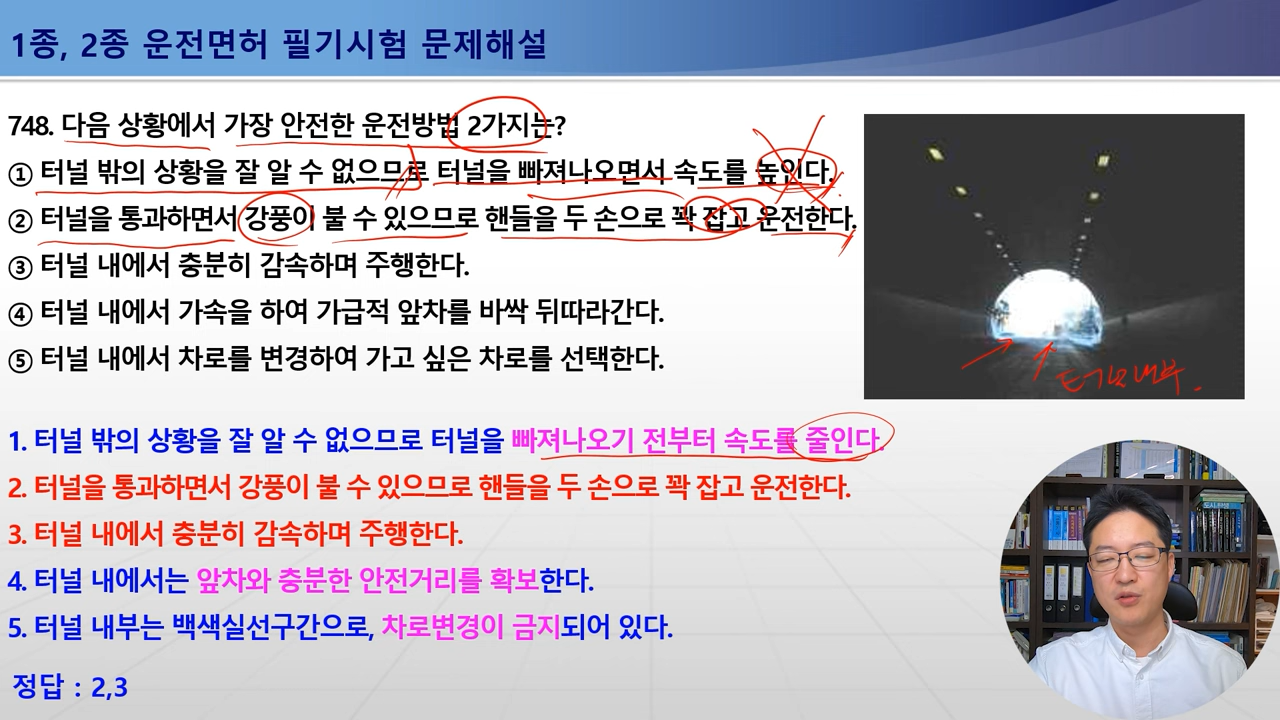 1종, 2종 운전면허 필기시험 문제해설
748. 다음 상황에서 가장 안전한 운전방법 2가지는?
① 터널 밖의 상황을 잘 알 수 없으므로 터널을 빠져나오면서 속도를 높인다.
② 터널을 통과하면서 강풍이 불 수 있으므로 핸들을 두 손으로 꽉 잡고 운전한다.
③ 터널 내에서 충분히 감속하며 주행한다.
④ 터널 내에서 가속을 하여 가급적 앞차를 바싹 뒤따라간다.
⑤ 터널 내에서 차로를 변경하여 가고 싶은 차로를 선택한다.
터널내부.
1. 터널 밖의 상황을 잘 알 수 없으므로 터널을 빠져나오기 전부터 속도를 줄인다.
2. 터널을 통과하면서 강풍이 불 수 있으므로 핸들을 두 손으로 꽉 잡고 운전한다.
3. 터널 내에서 충분히 감속하며 주행한다.
4. 터널 내에서는 앞차와 충분한 안전거리를 확보한다.
5. 터널 내부는 백색실선구간으로, 차로변경이 금지되어 있다.
정답 : 2,3